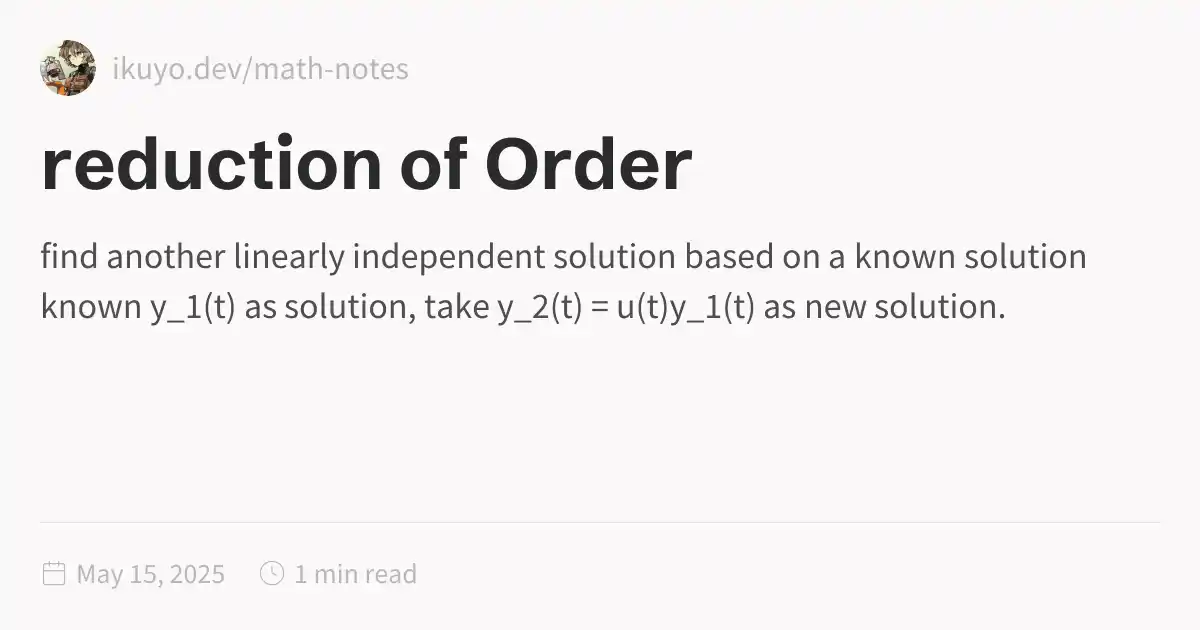 ikuyo.dev/math-notes
reduction of Order
find another linearly independent solution based on a known solution
known y_1(t) as solution, take y_2(t) = u(t)y_1(t) as new solution.
May 15, 2025 1 min read